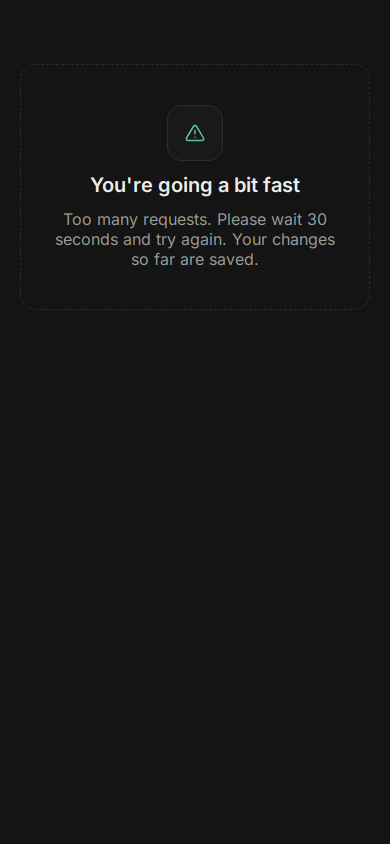 You're going a bit fast
Too many requests. Please wait 30
seconds and try again. Your changes
so far are saved.